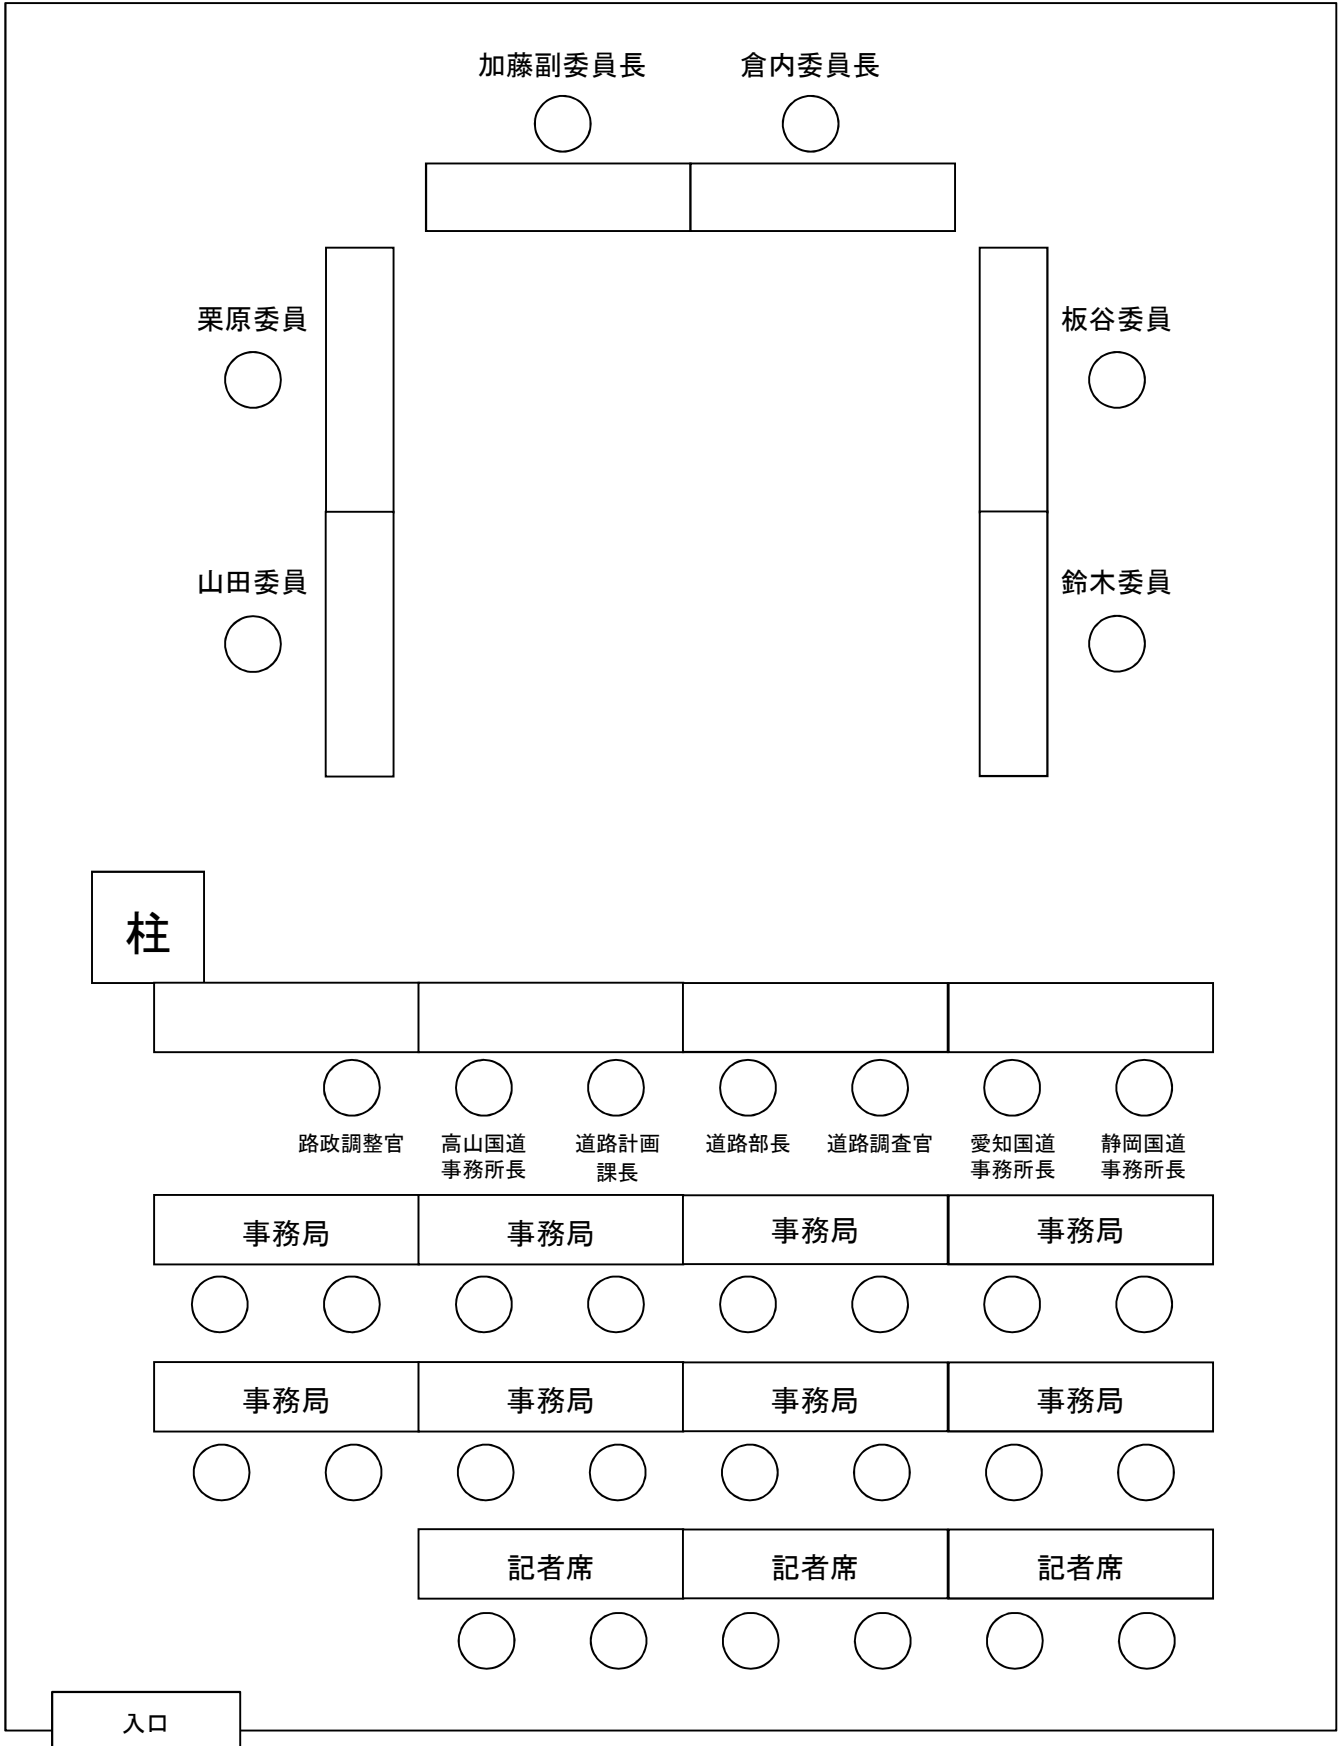 加藤副委員長
倉内委員長
栗原委員
板谷委員
山田委員
鈴木委員
柱
路政調整官
高山国道
事務所長
道路計画
課長
道路部長
道路調査官
愛知国道
事務所長
静岡国道
事務所長
事務局
事務局
事務局
事務局
事務局
事務局
事務局
事務局
記者席
記者席
記者席
入口